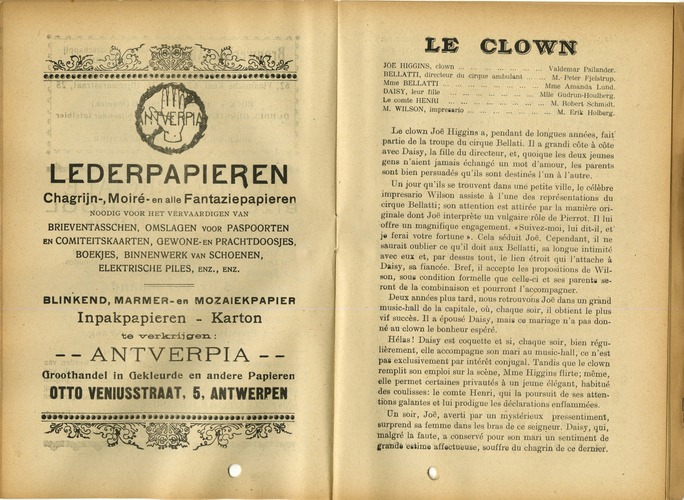 ANTVERPIA
LEDERPAPIEREN
Chagrijn-, Moiré- en alle Fantaziepapieren
NOODIG VOOR HET VERVAARDIGEN VAN
BRIEVENTASSCHEN, OMSLAGEN VOOR PASPOORTEN
EN COMITEITSKAARTEN, GEWONE- EN PRACHTDOOSJES,
BOEKJES, BINNENWERK VAN SCHOENEN,
ELEKTRISCHE PILES, ENZ., ENZ.
BLINKEND, MARMER- en MOZAIEKPAPIER
Inpakpapieren - Karton
te verkrijgen:
-- ANTVERPIA --
Groothandel in Gekleurde en andere Papieren
OTTO VENIUSSTRAAT, 5, ANTWERPEN
LE CLOWN
JOË HIGGINS, clown ... ... ... ... ... ... Valdemar Psilander.
BELLATTI, directeur du cirque ambulant ... ... M. Peter Fjelstrup.
Mme BELLATTI ... ... ... ... ... ... Mme Amanda Lund.
DAISY, leur fille ... ... ... ... ... Mlle Gudrun-Houlberg.
Le comte HENRI ... ... ... ... ... ... M. Robert Schmidt.
M. WILSON, impresario ... ... ... ... ... ... M. Erik Holberg.
Le clown Joë Higgins a, pendant de longues années, fait
partie de la troupe du cirque Bellati. Il a grandi côte à côte
avec Daisy, la fille du directeur, et, quoique les deux jeunes
gens n'aient jamais échangé un mot d'amour, les parents
sont bien persuadés qu'ils sont destinés l'un à l'autre.
Un jour qu'ils se trouvent dans une petite ville, le célèbre
impresario Wilson assiste à l'une des représentations du
cirque Bellatti; son attention est attirée par la manière ori-
ginale dont Joë interprète un vulgaire rôle de Pierrot. Il lui
offre un magnifique engagement. «Suivez-moi, lui dit-il, et
je ferai votre fortune». Cela séduit Joë. Cependant, il ne
saurait oublier ce qu'il doit aux Bellatti, sa longue intimité
avec eux et, par dessus tout, le lien étroit qui l'attache à
Daisy, sa fiancée. Bref, il accepte les propositions de Wil-
son, sous condition formelle que celle-ci et ses parents se-
ront de la combinaison et pourront l'accompagner.
Deux années plus tard, nous retrouvons Joë dans un grand
music-hall de la capitale, où, chaque soir, il obtient le plus
vif succès. Il a épousé Daisy, mais ce mariage n'a pas don-
né au clown le bonheur espéré.
Hélas! Daisy est coquette et si, chaque soir, bien régu-
lièrement, elle accompagne son mari au music-hall, ce n'est
pas exclusivement par intérêt conjugal. Tandis que le clown
remplit son emploi sur la scène, Mme Higgins flirte; même,
elle permet certaines privautés à un jeune élégant, habitué
des coulisses: le comte Henri, qui la poursuit de ses atten-
tions galantes et lui prodigue les déclarations enflammées.
Un soir, Joë, averti par un mystérieux pressentiment,
surprend sa femme dans les bras de ce seigneur. Daisy, qui,
malgré la faute, a conservé pour son mari un sentiment de
grande estime affectueuse, souffre du chagrin de ce dernier.